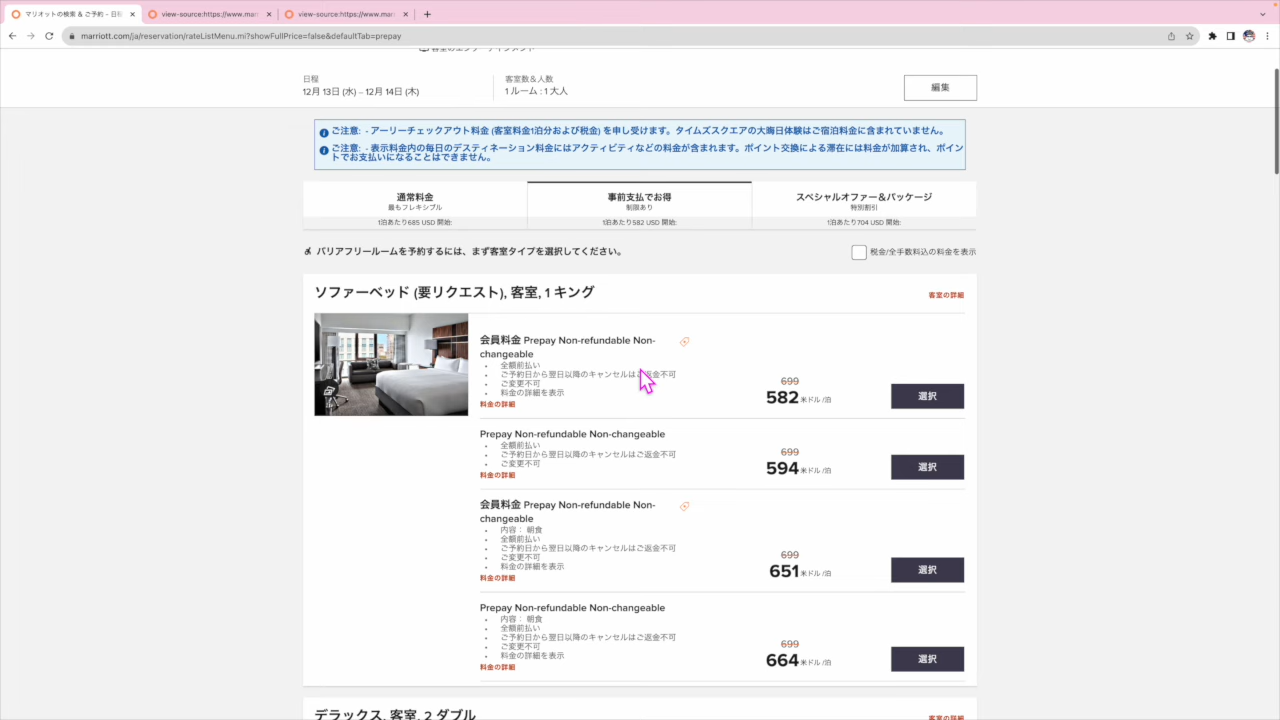 マリオットの検索 & ご予約 – 日程
view-source:https://www.mar
view-source:https://www.mar
marriott.com/ja/reservation/rateListMenu.mi?showFullPrice=false&defaultTab=prepay
客室のエンターテインメント
日程
12月 13日 (水) – 12月 14日 (木)
客室数＆人数
1 ルーム : 1 大人
編集
ご注意: - アーリーチェックアウト料金 (客室料金1泊分および税金) を申し受けます。タイムズスクエアの大晦日体験はご宿泊料金に含まれていません。
ご注意: - 表示料金内の毎日のデスティネーション料金にはアクティビティなどの料金が含まれます。ポイント交換による滞在には料金が加算され、ポイン
トでお支払いになることはできません。
通常料金
最もフレキシブル
1泊あたり685 USD 開始:
事前支払でお得
制限あり
1泊あたり582 USD 開始:
スペシャルオファー＆パッケージ
特別割引
1泊あたり704 USD 開始:
バリアフリールームを予約するには、まず客室タイプを選択してください。
税金/全手数料込の料金を表示
ソファーベッド (要リクエスト), 客室, 1 キング
客室の詳細
会員料金 Prepay Non-refundable Non-
changeable
• 全額前払い
• ご予約日から翌日以降のキャンセルはご返金不可
• ご変更不可
• 料金の詳細を表示
料金の詳細
699
582 米ドル /泊
選択
Prepay Non-refundable Non-changeable
• 全額前払い
• ご予約日から翌日以降のキャンセルはご返金不可
• ご変更不可
料金の詳細
699
594 米ドル /泊
選択
会員料金 Prepay Non-refundable Non-
changeable
• 内容： 朝食
• 全額前払い
• ご予約日から翌日以降のキャンセルはご返金不可
• ご変更不可
• 料金の詳細を表示
料金の詳細
699
651 米ドル /泊
選択
Prepay Non-refundable Non-changeable
• 内容： 朝食
• 全額前払い
• ご予約日から翌日以降のキャンセルはご返金不可
• ご変更不可
• 料金の詳細を表示
料金の詳細
699
664 米ドル /泊
選択
デラックス, 客室, 2 ダブル
客室の詳細